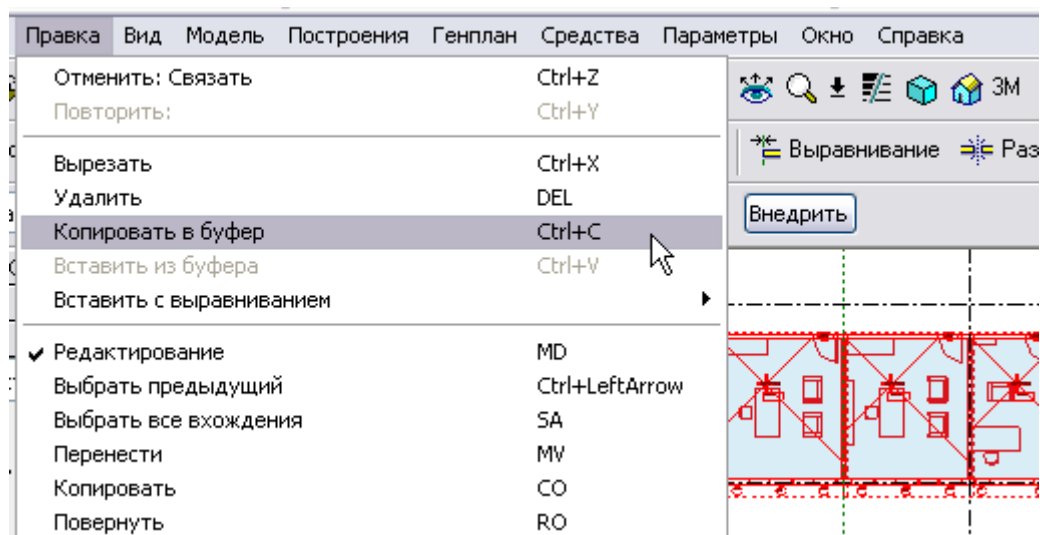 Правка Вид Модель Построения Генплан Средства Параметры Окно Справка
Отменить: Связать Ctrl+Z
Повторить: Ctrl+Y
3М
Вырезать Ctrl+X
Выравнивание Раз
Удалить DEL
Внедрить
Копировать в буфер Ctrl+C
Вставить из буфера Ctrl+V
Вставить с выравниванием
Редактирование MD
Выбрать предыдущий Ctrl+LeftArrow
Выбрать все вхождения SA
Перенести MV
Копировать CO
Повернуть RO